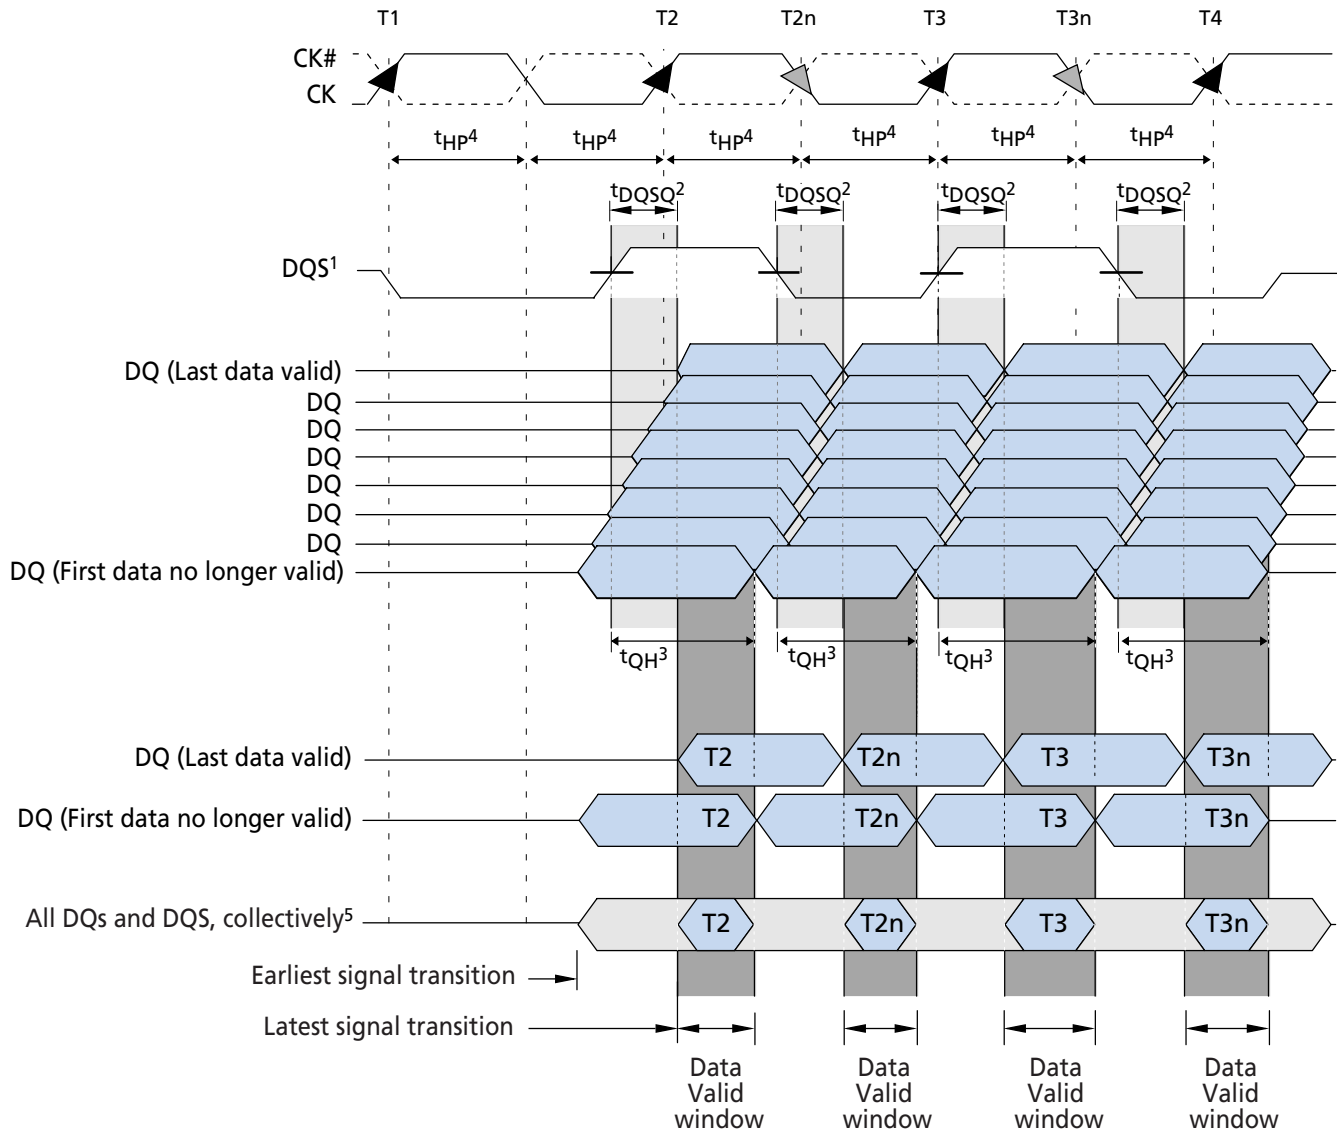 T1 T2 T2n T3 T3n T4
CK#
CK
tHP4 tHP4 tHP4 tHP4 tHP4 tHP4
tDQSQ2 tDQSQ2 tDQSQ2 tDQSQ2
DQS1
DQ (Last data valid)
DQ
DQ
DQ
DQ
DQ
DQ
DQ (First data no longer valid)
tQH3 tQH3 tQH3 tQH3
DQ (Last data valid) T2 T2n T3 T3n
DQ (First data no longer valid) T2 T2n T3 T3n
All DQs and DQS, collectively5 T2 T2n T3 T3n
Earliest signal transition
Latest signal transition
Data Data Data Data
Valid Valid Valid Valid
window window window window